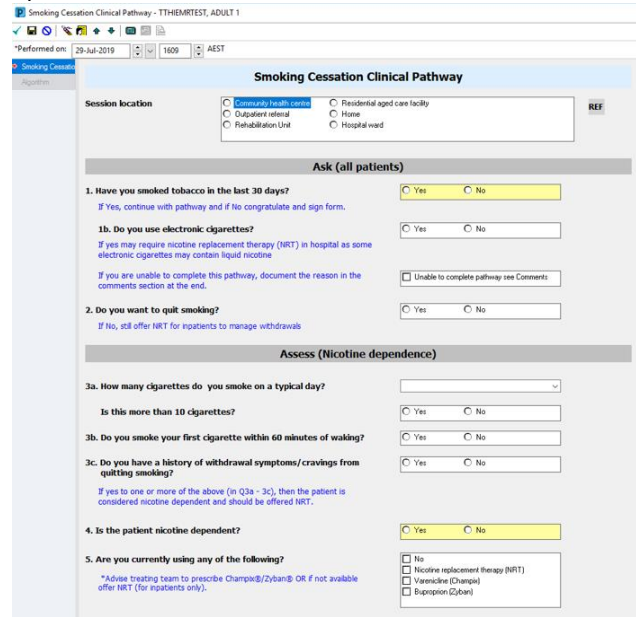 Smoking Cessation Clinical Pathway - TTHIEMRTEST, ADULT 1
*Performed on: 29-Jul-2019 1609 AEST
Smoking Cessatio
Algorithm
Smoking Cessation Clinical Pathway
Session location
Community health centre Residential aged care facility
Outpatient referral Home
Rehabilitation Unit Hospital ward
REF
Ask (all patients)
1. Have you smoked tobacco in the last 30 days? Yes No
If Yes, continue with pathway and if No congratulate and sign form.
1b. Do you use electronic cigarettes? Yes No
If yes may require nicotine replacement therapy (NRT) in hospital as some
electronic cigarettes may contain liquid nicotine
If you are unable to complete this pathway, document the reason in the
comments section at the end.
Unable to complete pathway see Comments
2. Do you want to quit smoking? Yes No
If No, still offer NRT for inpatients to manage withdrawals
Assess (Nicotine dependence)
3a. How many cigarettes do you smoke on a typical day?
Is this more than 10 cigarettes? Yes No
3b. Do you smoke your first cigarette within 60 minutes of waking? Yes No
3c. Do you have a history of withdrawal symptoms/cravings from
quitting smoking?
Yes No
If yes to one or more of the above (in Q3a - 3c), then the patient is
considered nicotine dependent and should be offered NRT.
4. Is the patient nicotine dependent? Yes No
5. Are you currently using any of the following?
*Advise treating team to prescribe Champix®/Zyban® OR if not available
offer NRT (for inpatients only).
No
Nicotine replacement therapy (NRT)
Varenicline (Champix)
Buproprion (Zyban)